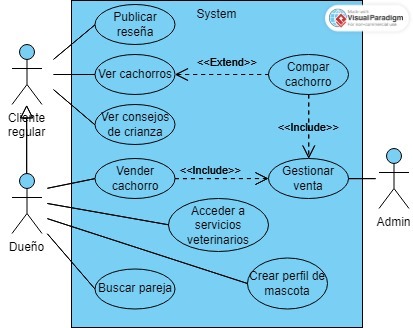 System
Made with
Visual Paradigm
For non-commercial use
Publicar
reseña
<<Extend>>
Ver cachorros
Compar
cachorro
Cliente
regular
Ver consejos
de crianza
<<Include>>
Vender
cachorro
<<Include>>
Gestionar
venta
Acceder a
servicios
veterinarios
Dueño
Admin
Buscar pareja
Crear perfil de
mascota